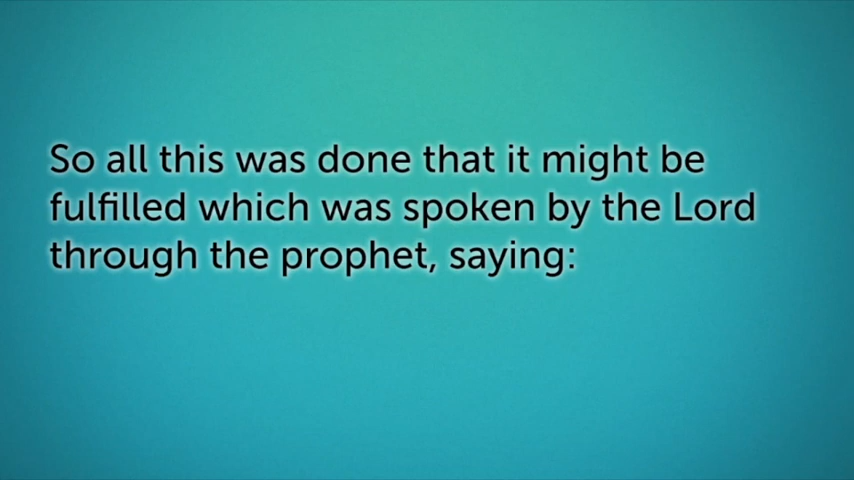 So all this was done that it might be
fulfilled which was spoken by the Lord
through the prophet, saying: